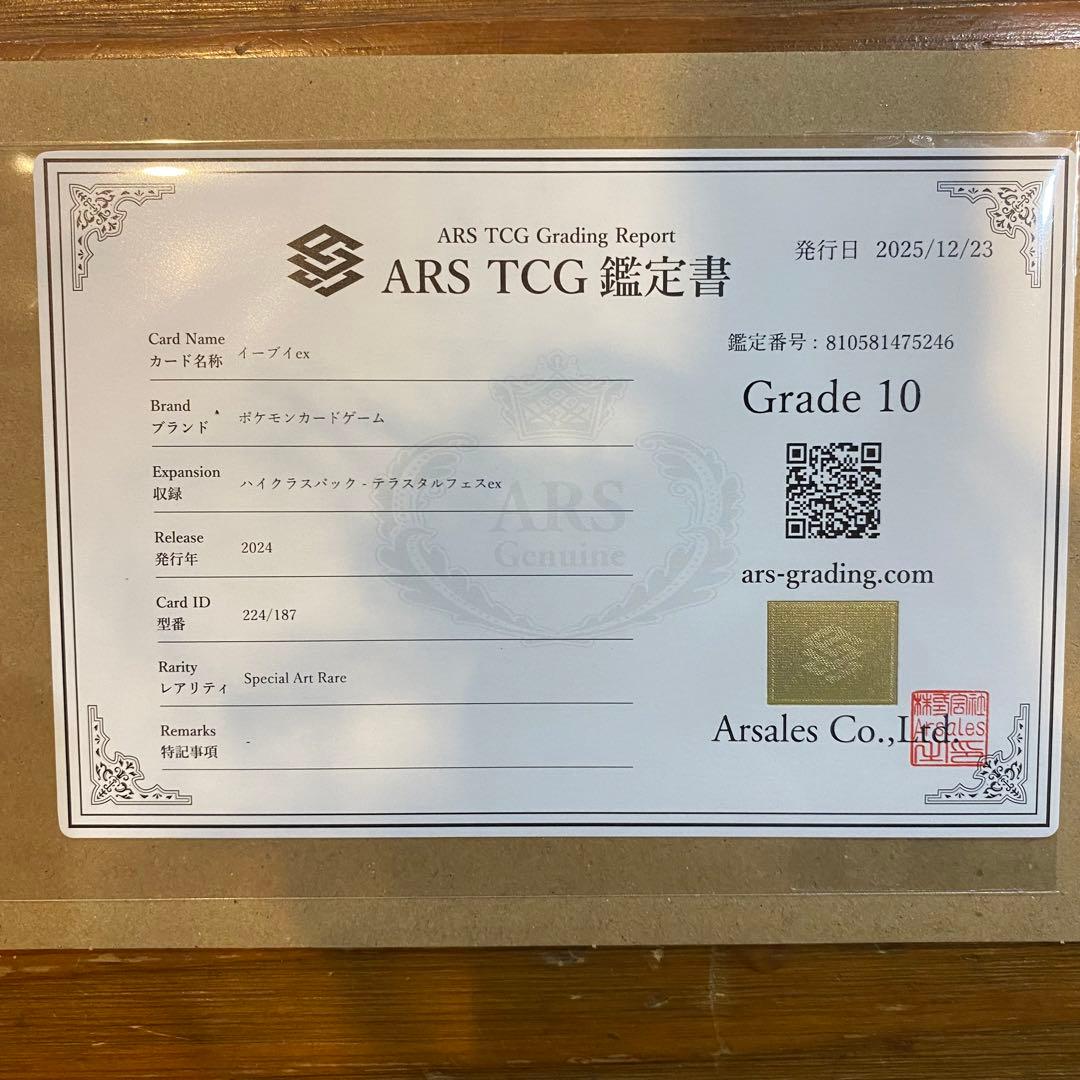 ARS TCG Grading Report
ARS TCG 鑑定書
発行日 2025/12/23
Card Name
カード名称 イーブイex
Brand
ブランド ポケモンカードゲーム
Expansion
収録 ハイクラスパック - テラスタルフェスex
Release
発行年 2024
Card ID
型番 224/187
Rarity
レアリティ Special Art Rare
Remarks
特記事項 -
ARS
Genuine
鑑定番号 : 810581475246
Grade 10
ars-grading.com
Arsales Co.,Ltd.
株式会社
Arsales